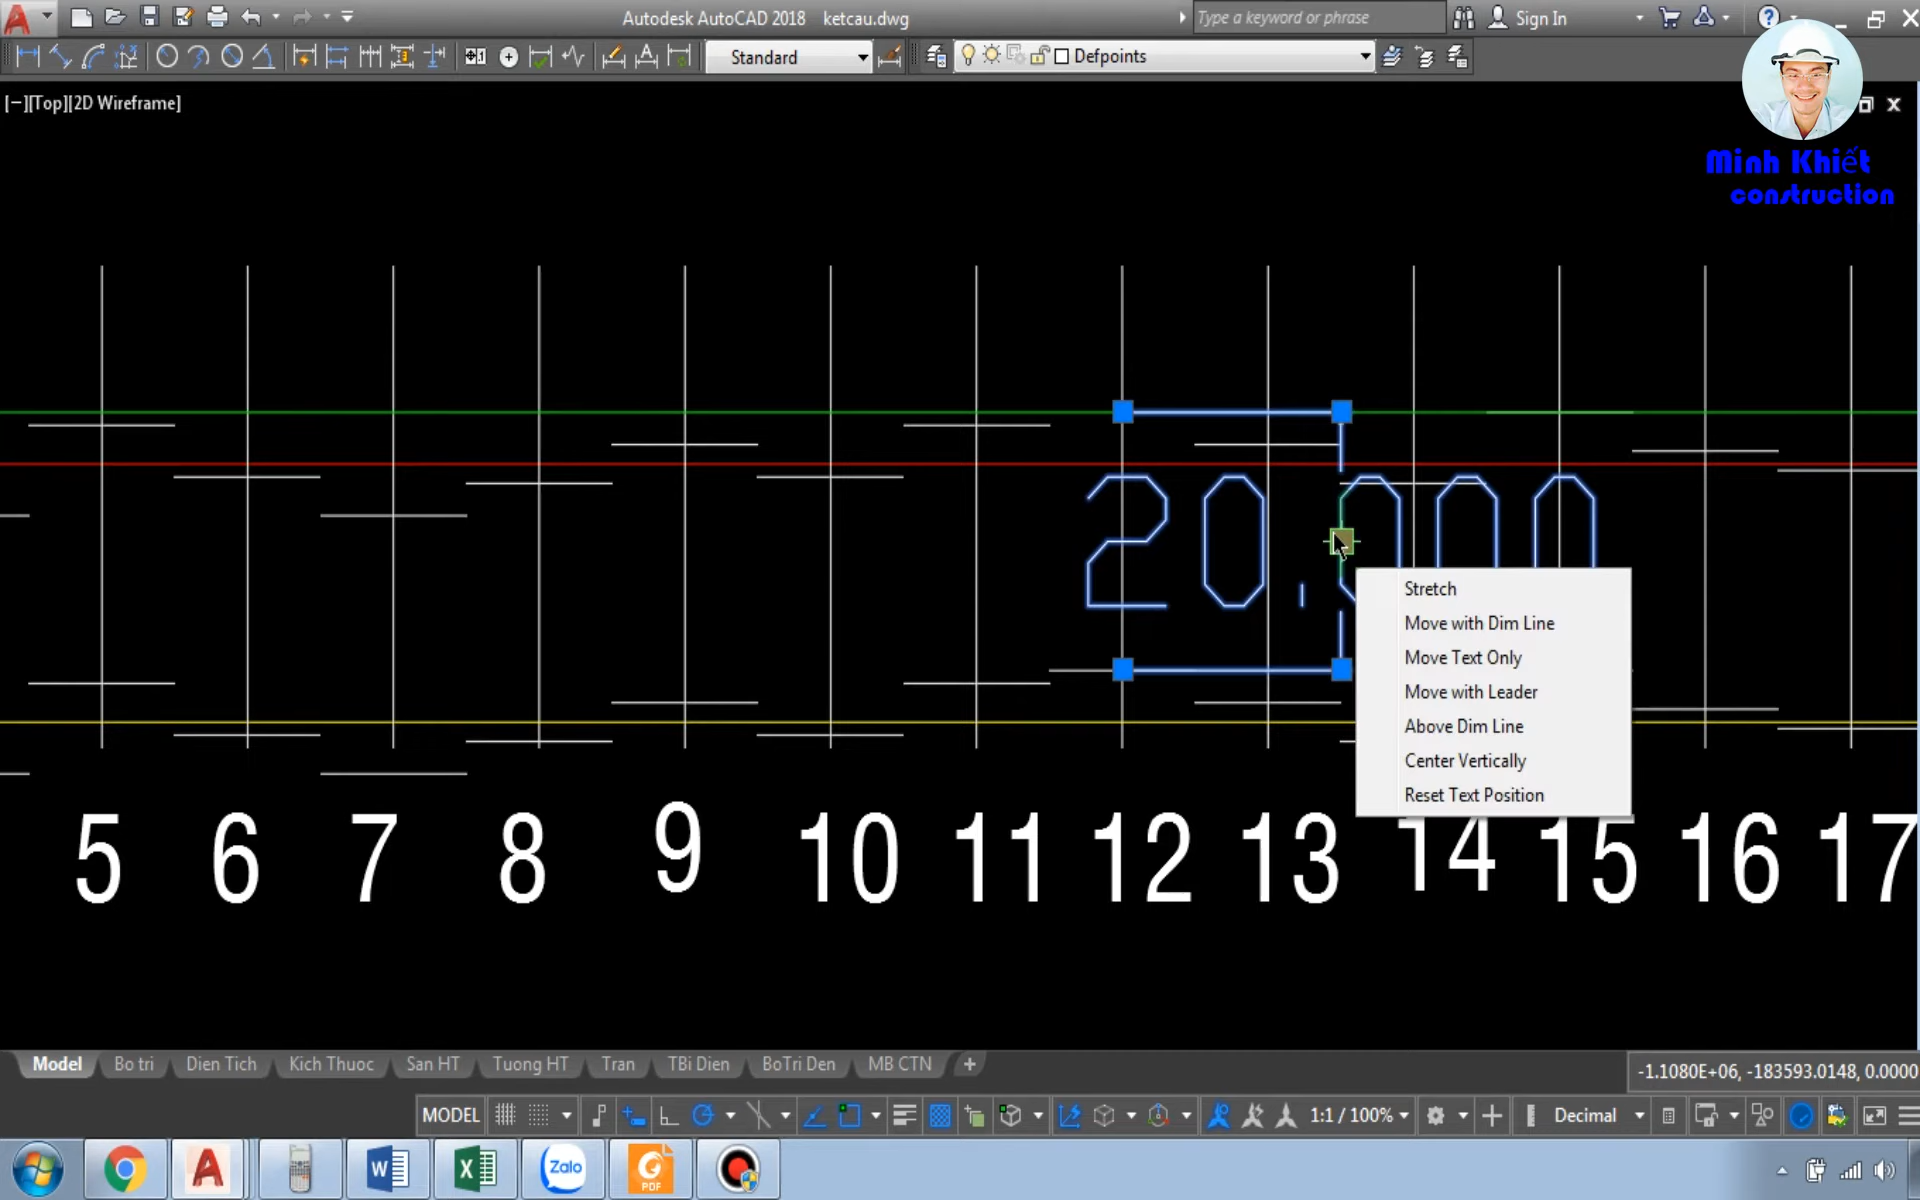 Autodesk AutoCAD 2018 ketcau.dwg
Type a keyword or phrase
Sign In
Standard
Defpoints
[−][Top][2D Wireframe]
Minh Khiết
construction
20.000
Stretch
Move with Dim Line
Move Text Only
Move with Leader
Above Dim Line
Center Vertically
Reset Text Position
5 6 7 8 9 10 11 12 13 14 15 16 17
Model Bo tri Dien Tich Kich Thuoc San HT Tuong HT Tran TBi Dien BoTri Den MB CTN +
-1.1080E+06, -183593.0148, 0.0000
MODEL 1:1 / 100% Decimal
Zalo
PDF